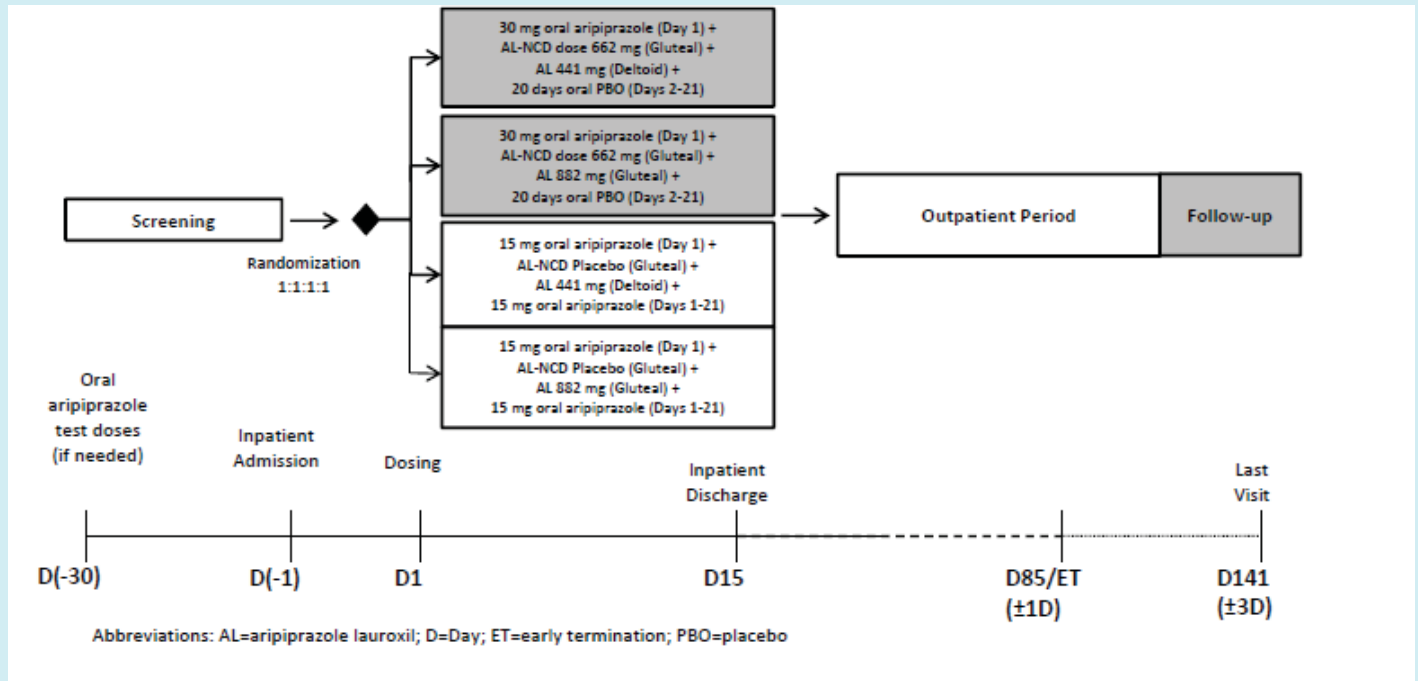 30 mg oral aripiprazole (Day 1) +
AL-NCD dose 662 mg (Gluteal) +
AL 441 mg (Deltoid) +
20 days oral PBO (Days 2-21)
30 mg oral aripiprazole (Day 1) +
AL-NCD dose 662 mg (Gluteal) +
AL 882 mg (Gluteal) +
20 days oral PBO (Days 2-21)
Screening
Randomization
1:1:1:1
15 mg oral aripiprazole (Day 1) +
AL-NCD Placebo (Gluteal) +
AL 441 mg (Deltoid) +
15 mg oral aripiprazole (Days 1-21)
15 mg oral aripiprazole (Day 1) +
AL-NCD Placebo (Gluteal) +
AL 882 mg (Gluteal) +
15 mg oral aripiprazole (Days 1-21)
Outpatient Period
Follow-up
Oral
aripiprazole
test doses
(if needed)
Inpatient
Admission
Dosing
Inpatient
Discharge
Last
Visit
D(-30)
D(-1)
D1
D15
D85/ET
(±1D)
D141
(±3D)
Abbreviations: AL=aripiprazole lauroxil; D=Day; ET=early termination; PBO=placebo